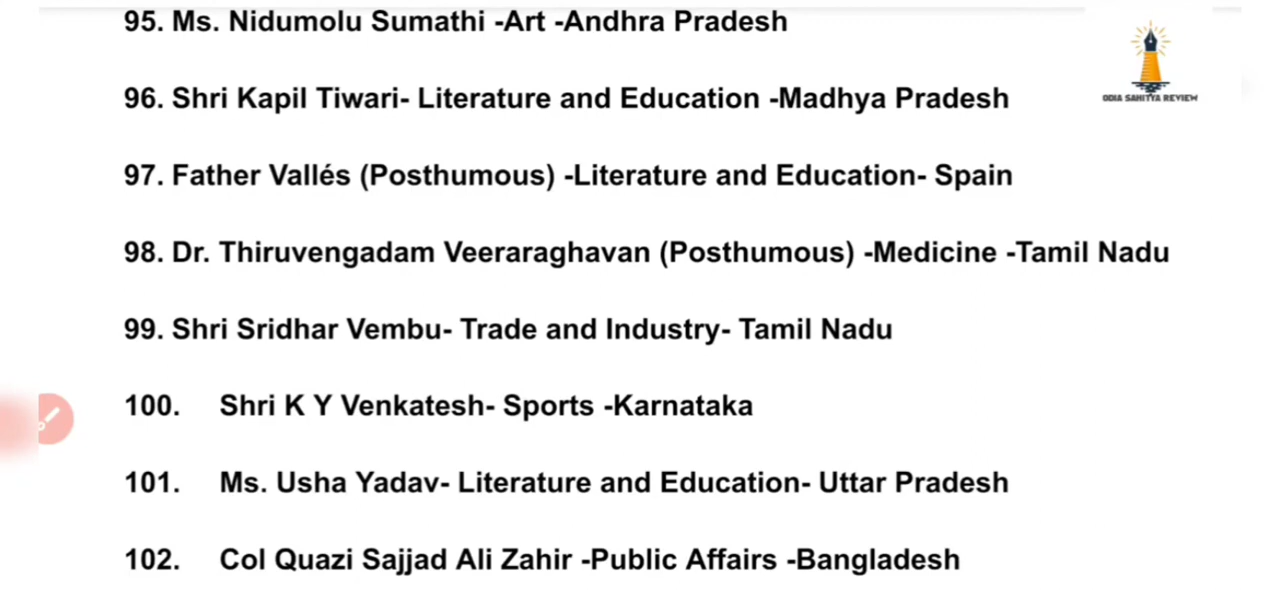 95. Ms. Nidumolu Sumathi -Art -Andhra Pradesh
ODIA SAHITYA REVIEW
96. Shri Kapil Tiwari- Literature and Education -Madhya Pradesh
97. Father Vallés (Posthumous) -Literature and Education- Spain
98. Dr. Thiruvengadam Veeraraghavan (Posthumous) -Medicine -Tamil Nadu
99. Shri Sridhar Vembu- Trade and Industry- Tamil Nadu
100. Shri K Y Venkatesh- Sports -Karnataka
101. Ms. Usha Yadav- Literature and Education- Uttar Pradesh
102. Col Quazi Sajjad Ali Zahir -Public Affairs -Bangladesh